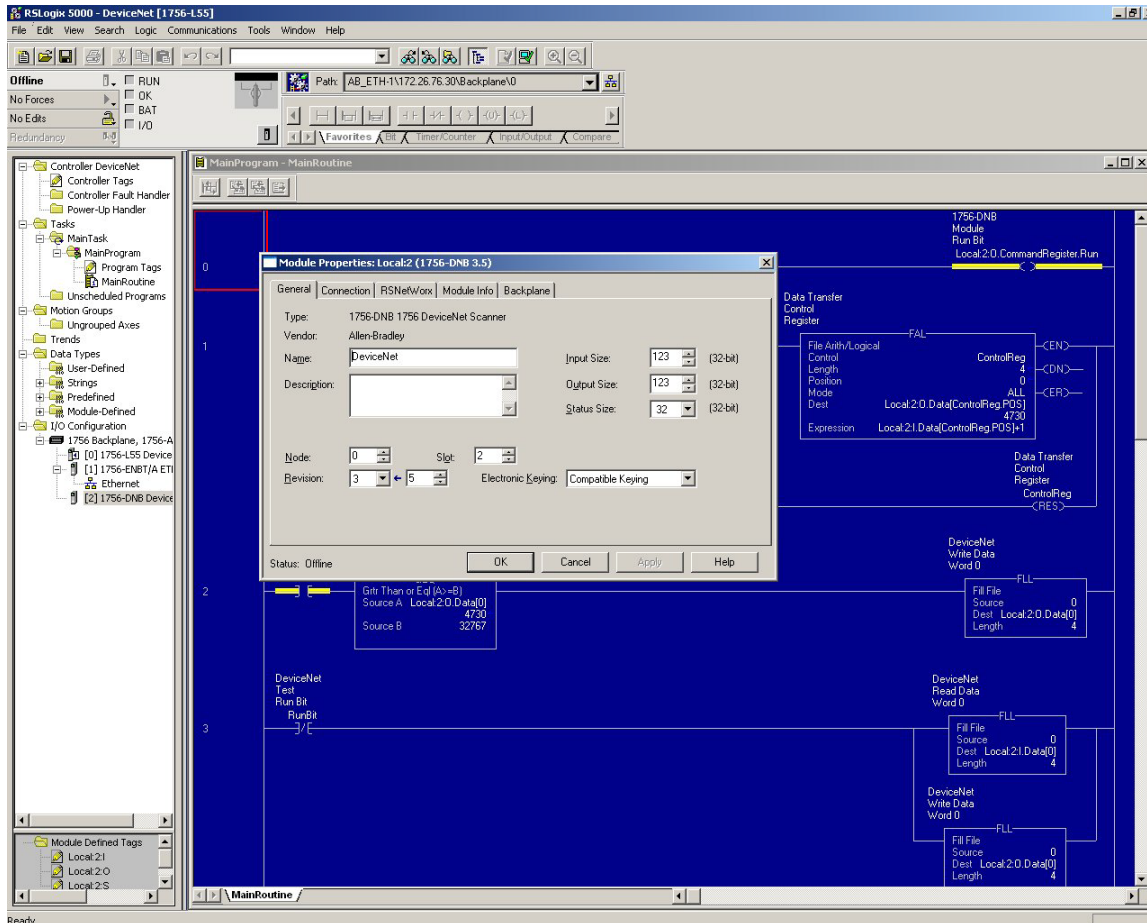 RSLogix 5000 - DeviceNet [1756-L55]
File Edit View Search Logic Communications Tools Window Help
Offline
RUN
Path: AB_ETH-1\172.26.76.30\Backplane\0
No Forces
OK
No Edits
BAT
Redundancy
I/O
Favorites Bit Timer/Counter Input/Output Compare
Controller DeviceNet
Controller Tags
Controller Fault Handler
Power-Up Handler
Tasks
MainTask
MainProgram
Program Tags
MainRoutine
Unscheduled Programs
Motion Groups
Ungrouped Axes
Trends
Data Types
User-Defined
Strings
Predefined
Module-Defined
I/O Configuration
1756 Backplane, 1756-A
[0] 1756-L55 Device
[1] 1756-ENBT/A ETI
Ethernet
[2] 1756-DNB Device
Module Defined Tags
Local:2:I
Local:2:O
Local:2:S
MainProgram - MainRoutine
0
1756-DNB
Module
Run Bit
Local:2:O.CommandRegister.Run
1
Data Transfer
Control
Register
FAL
File Arith/Logical
Control ControlReg
Length 4
Position 0
Mode ALL
Dest Local:2:O.Data[ControlReg.POS]
4730
Expression Local:2:I.Data[ControlReg.POS]+1
EN
DN
ER
Data Transfer
Control
Register
ControlReg
RES
Module Properties: Local:2 (1756-DNB 3.5)
General Connection RSNetWorx Module Info Backplane
Type: 1756-DNB 1756 DeviceNet Scanner
Vendor: Allen-Bradley
Name: DeviceNet
Input Size: 123 (32-bit)
Description:
Output Size: 123 (32-bit)
Status Size: 32 (32-bit)
Node: 0 Slot: 2
Revision: 3 5 Electronic Keying: Compatible Keying
Status: Offline
OK Cancel Apply Help
2
Grtr Than or Eql (A>=B)
Source A Local:2:O.Data[0]
4730
Source B 32767
DeviceNet
Write Data
Word 0
FLL
Fill File
Source 0
Dest Local:2:O.Data[0]
Length 4
3
DeviceNet
Test
Run Bit
RunBit
DeviceNet
Read Data
Word 0
FLL
Fill File
Source 0
Dest Local:2:I.Data[0]
Length 4
DeviceNet
Write Data
Word 0
FLL
Fill File
Source 0
Dest Local:2:O.Data[0]
Length 4
MainRoutine
Ready